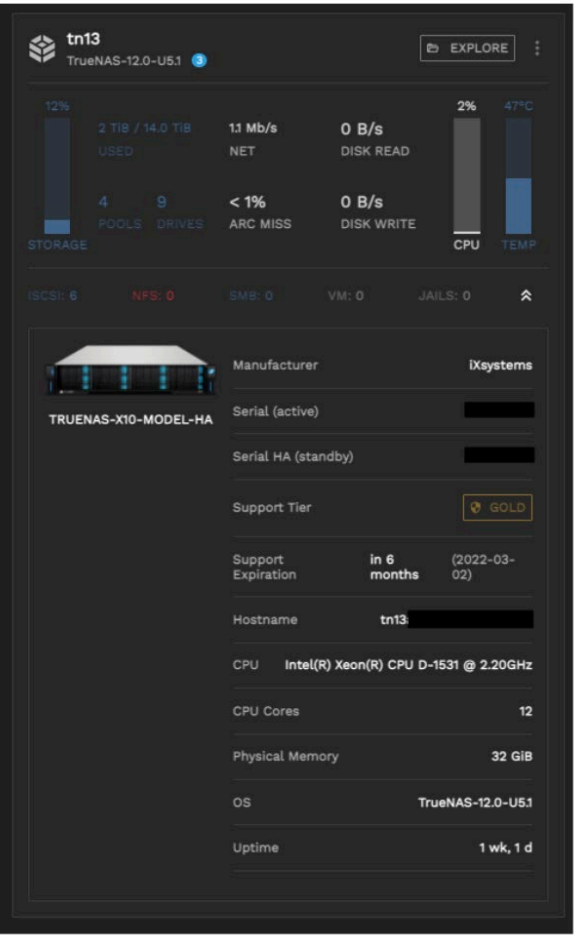 tn13
TrueNAS-12.0-U5.1 3
EXPLORE
12%
2 TiB / 14.0 TiB
USED
1.1 Mb/s
NET
0 B/s
DISK READ
2%
47°C
4
POOLS
9
DRIVES
< 1%
ARC MISS
0 B/s
DISK WRITE
STORAGE
CPU
TEMP
ISCSI: 6 NFS: 0 SMB: 0 VM: 0 JAILS: 0
TRUENAS-X10-MODEL-HA
Manufacturer iXsystems
Serial (active)
Serial HA (standby)
Support Tier GOLD
Support Expiration in 6 months (2022-03-02)
Hostname tn13
CPU Intel(R) Xeon(R) CPU D-1531 @ 2.20GHz
CPU Cores 12
Physical Memory 32 GiB
OS TrueNAS-12.0-U5.1
Uptime 1 wk, 1 d